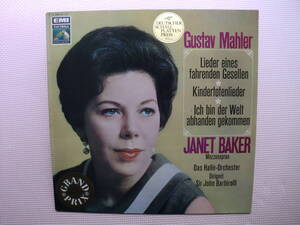 EMI
DEUTSCHER
SCHALL
PLATTEN
PREIS
Gustav Mahler
Lieder eines
fahrenden Gesellen
Kindertotenlieder
Ich bin der Welt
abhanden gekommen
JANET BAKER
Mezzosopran
Das Hallé-Orchester
Dirigent
Sir John Barbirolli
GRAND
PRIX